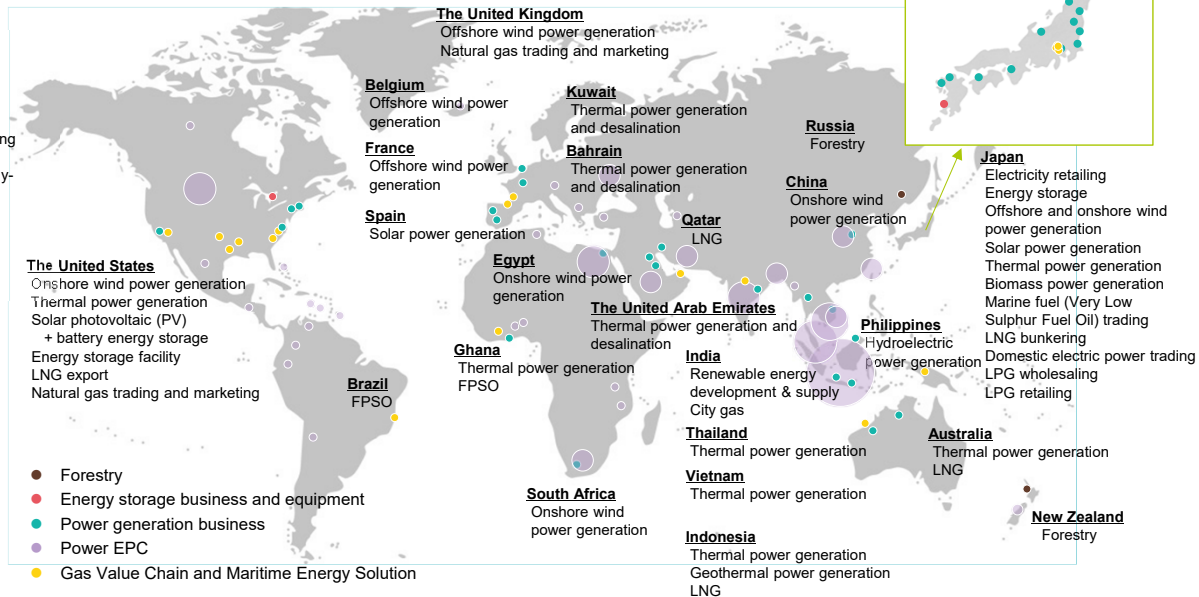 The United Kingdom
Offshore wind power generation
Natural gas trading and marketing
Belgium
Offshore wind power
generation
France
Offshore wind power
generation
Spain
Solar power generation
Kuwait
Thermal power generation
and desalination
Bahrain
Thermal power generation
and desalination
Qatar
LNG
Russia
Forestry
China
Onshore wind
power generation
Japan
Electricity retailing
Energy storage
Offshore and onshore wind
power generation
Solar power generation
Thermal power generation
Biomass power generation
Marine fuel (Very Low
Sulphur Fuel Oil) trading
LNG bunkering
Domestic electric power trading
LPG wholesaling
LPG retailing
ng
y-
The United States
Onshore wind power generation
Thermal power generation
Solar photovoltaic (PV)
+ battery energy storage
Energy storage facility
LNG export
Natural gas trading and marketing
Egypt
Onshore wind power
generation
The United Arab Emirates
Thermal power generation and
desalination
Ghana
Thermal power generation
FPSO
Brazil
FPSO
India
Renewable energy
development & supply
City gas
Philippines
Hydroelectric
power generation
Thailand
Thermal power generation
Vietnam
Thermal power generation
Indonesia
Thermal power generation
Geothermal power generation
LNG
Australia
Thermal power generation
LNG
South Africa
Onshore wind
power generation
New Zealand
Forestry
Forestry
Energy storage business and equipment
Power generation business
Power EPC
Gas Value Chain and Maritime Energy Solution